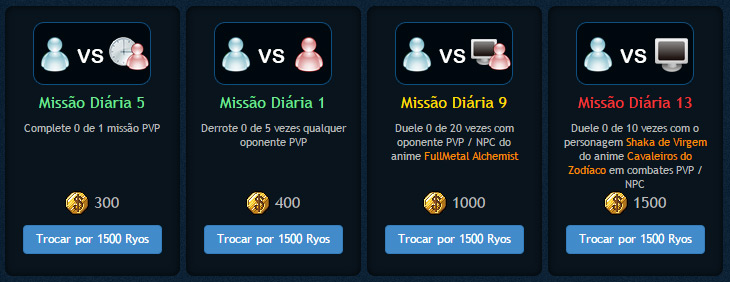 VS
Missão Diária 5
Complete 0 de 1 missão PVP
300
Trocar por 1500 Ryos
VS
Missão Diária 1
Derrote 0 de 5 vezes qualquer
oponente PVP
400
Trocar por 1500 Ryos
VS
Missão Diária 9
Duele 0 de 20 vezes com
oponente PVP / NPC do
anime FullMetal Alchemist
1000
Trocar por 1500 Ryos
VS
Missão Diária 13
Duele 0 de 10 vezes com o
personagem Shaka de Virgem
do anime Cavaleiros do
Zodíaco em combates PVP /
NPC
1500
Trocar por 1500 Ryos